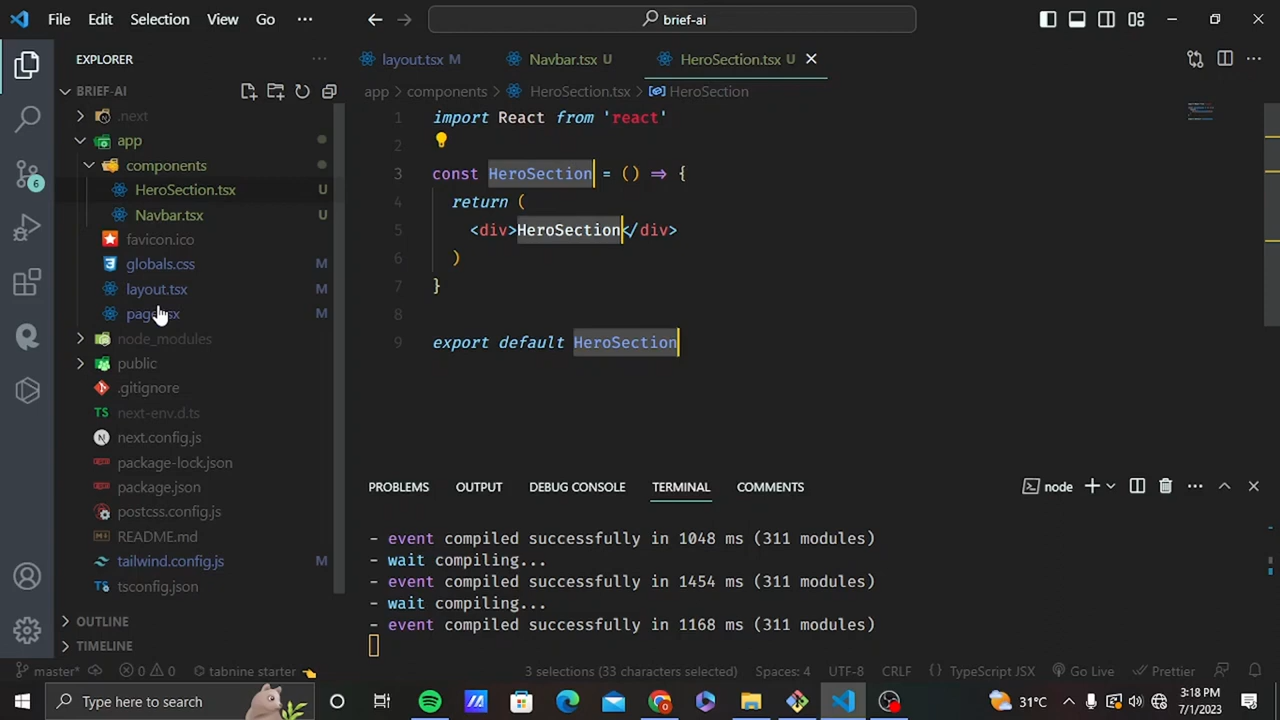 File Edit Selection View Go ··· brief-ai
EXPLORER ···
BRIEF-AI
.next
app
components
HeroSection.tsx U
Navbar.tsx U
favicon.ico
globals.css M
layout.tsx M
page.tsx M
node_modules
public
.gitignore
TS next-env.d.ts
N next.config.js
package-lock.json
package.json
postcss.config.js
README.md
tailwind.config.js M
tsconfig.json
OUTLINE
TIMELINE
6
layout.tsx M Navbar.tsx U HeroSection.tsx U
app > components > HeroSection.tsx > HeroSection
1 import React from 'react'
2
3 const HeroSection = () => {
4 return (
5 <div>HeroSection</div>
6 )
7 }
8
9 export default HeroSection
PROBLEMS OUTPUT DEBUG CONSOLE TERMINAL COMMENTS node
- event compiled successfully in 1048 ms (311 modules)
- wait compiling...
- event compiled successfully in 1454 ms (311 modules)
- wait compiling...
- event compiled successfully in 1168 ms (311 modules)
master* 0 0 tabnine starter 3 selections (33 characters selected) Spaces: 4 UTF-8 CRLF TypeScript JSX Go Live Prettier
Type here to search 31°C 3:18 PM
7/1/2023